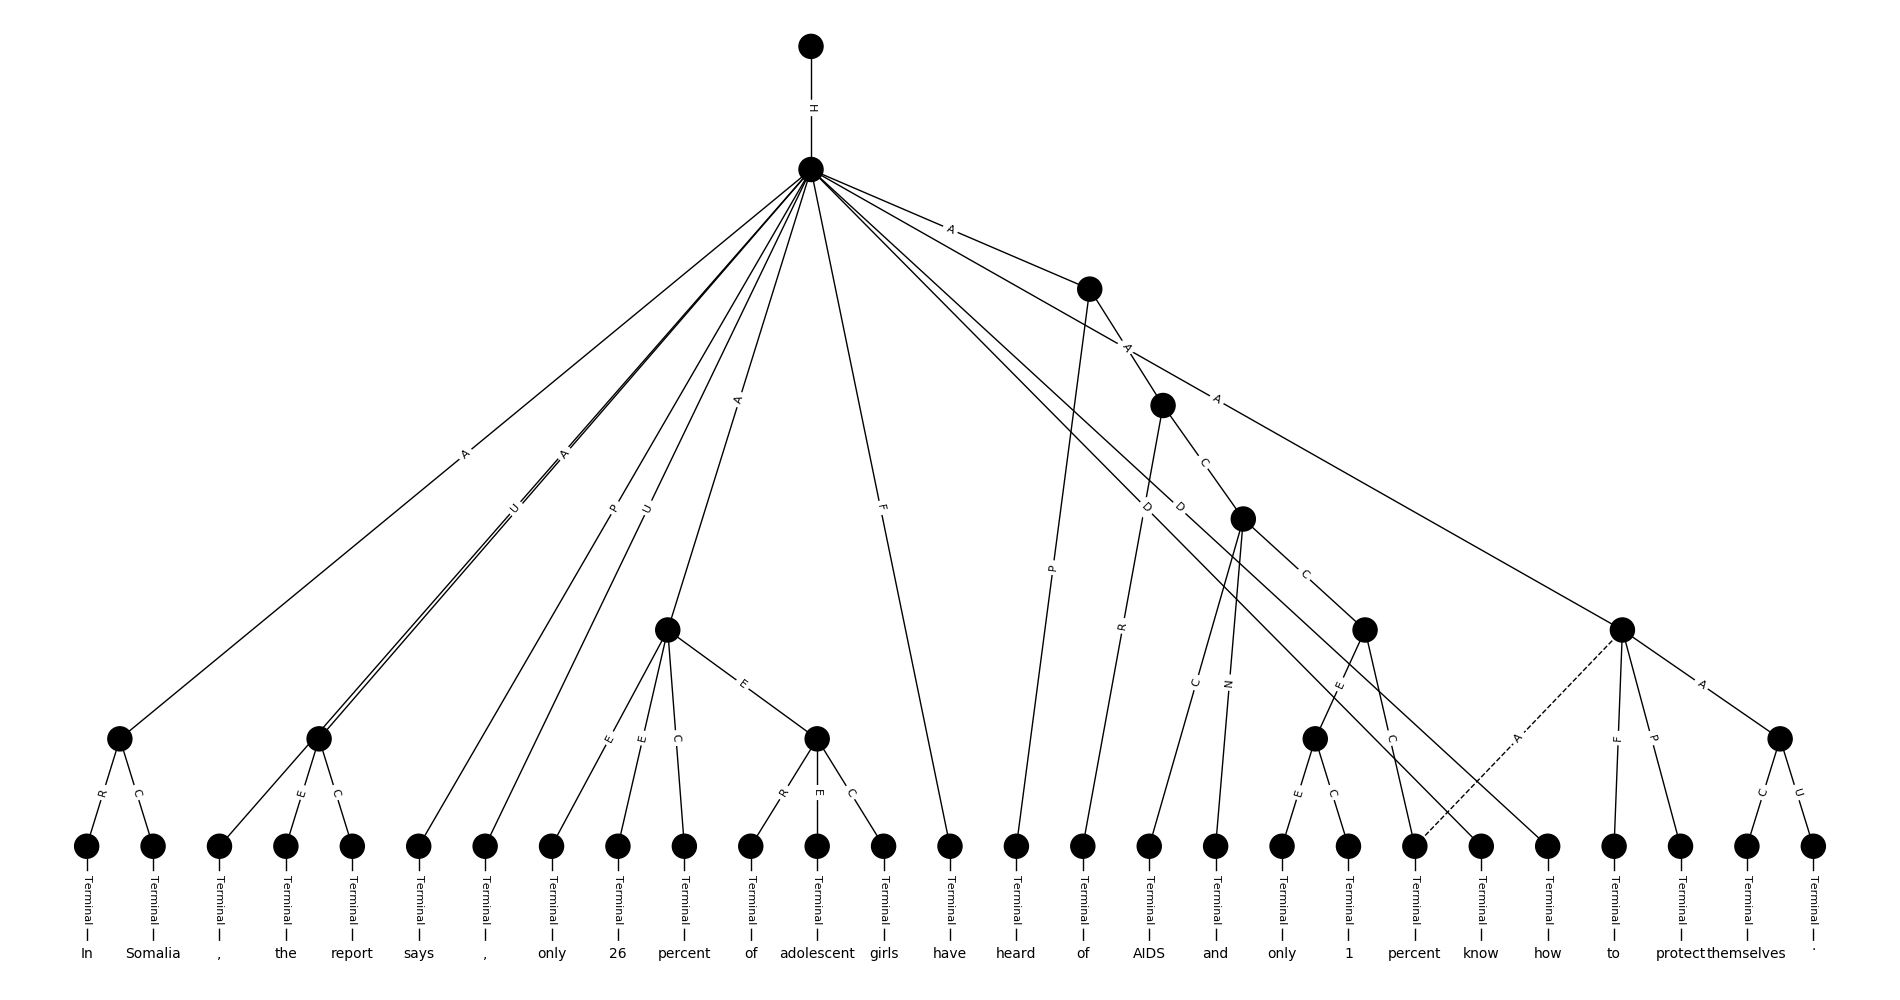 H
A
A
A
A
A
A
U
P
U
F
C
D
D
P
C
R
E
C
N
E
C
E
E
C
C
A
F
P
A
R
C
E
C
R
E
C
E
C
C
U
Terminal Terminal Terminal Terminal Terminal Terminal Terminal Terminal Terminal Terminal Terminal Terminal Terminal Terminal Terminal Terminal Terminal Terminal Terminal Terminal Terminal Terminal Terminal Terminal Terminal Terminal Terminal
In Somalia , the report says , only 26 percent of adolescent girls have heard of AIDS and only 1 percent know how to protect themselves .